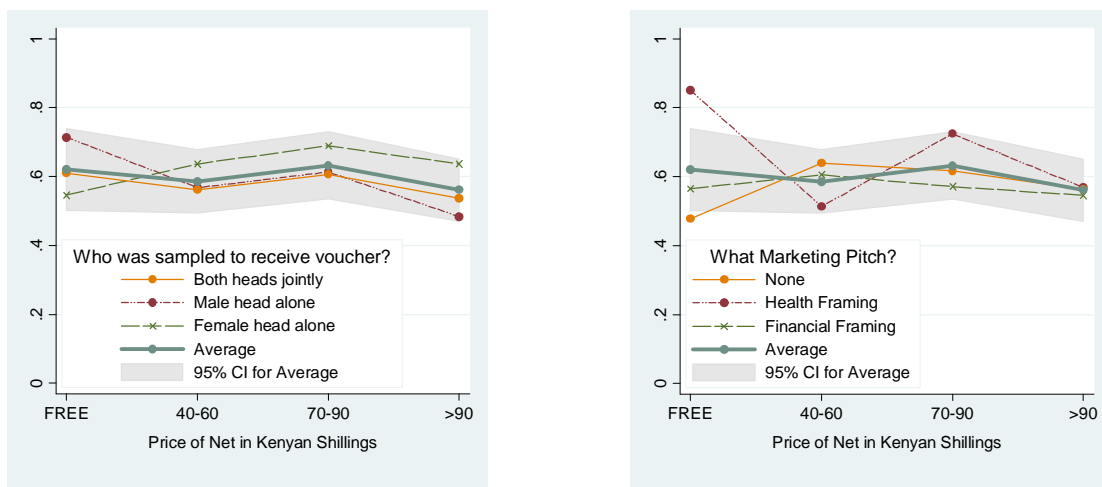 1
.8
.6
.4
.2
0
Who was sampled to receive voucher?
Both heads jointly
Male head alone
Female head alone
Average
95% CI for Average
FREE 40-60 70-90 >90
Price of Net in Kenyan Shillings
1
.8
.6
.4
.2
0
What Marketing Pitch?
None
Health Framing
Financial Framing
Average
95% CI for Average
FREE 40-60 70-90 >90
Price of Net in Kenyan Shillings